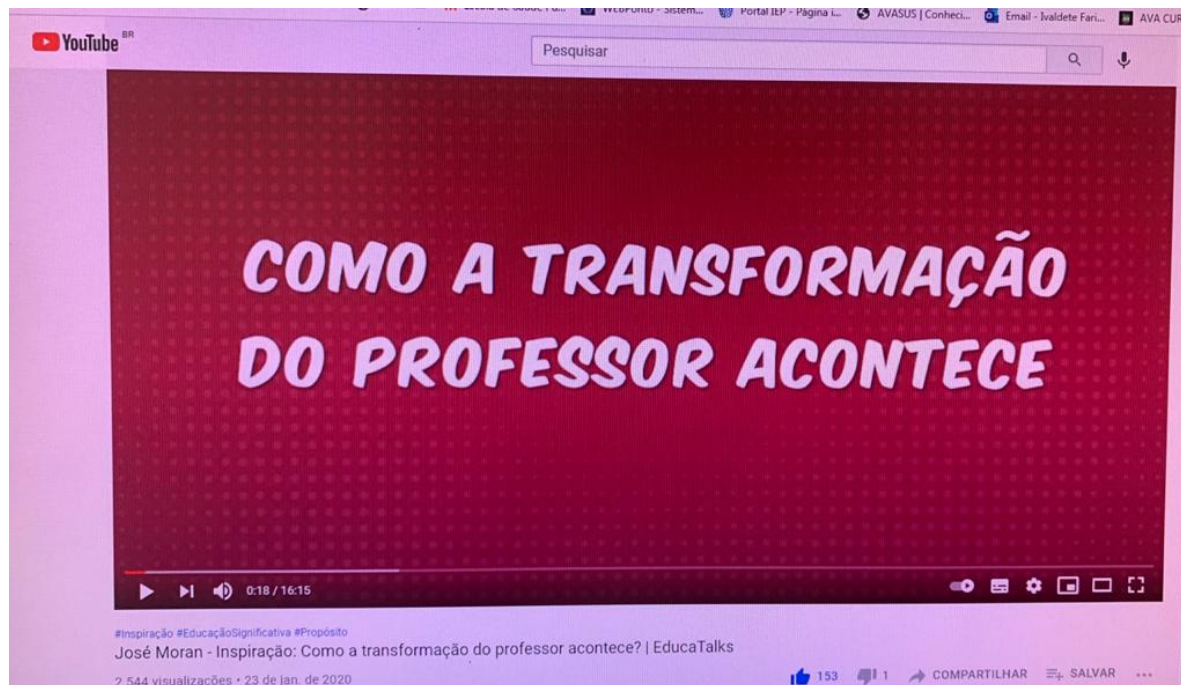 Portal IEP - Página i...
AVASUS | Conheci...
Email - Ivaldete Fari...
AVA CUR
YouTube BR
Pesquisar
COMO A TRANSFORMAÇÃO
DO PROFESSOR ACONTECE
0:18 / 16:15
#Inspiração #EducaçãoSignificativa #Propósito
José Moran - Inspiração: Como a transformação do professor acontece? | EducaTalks
2.544 visualizações • 23 de jan. de 2020
153
1
COMPARTILHAR
SALVAR